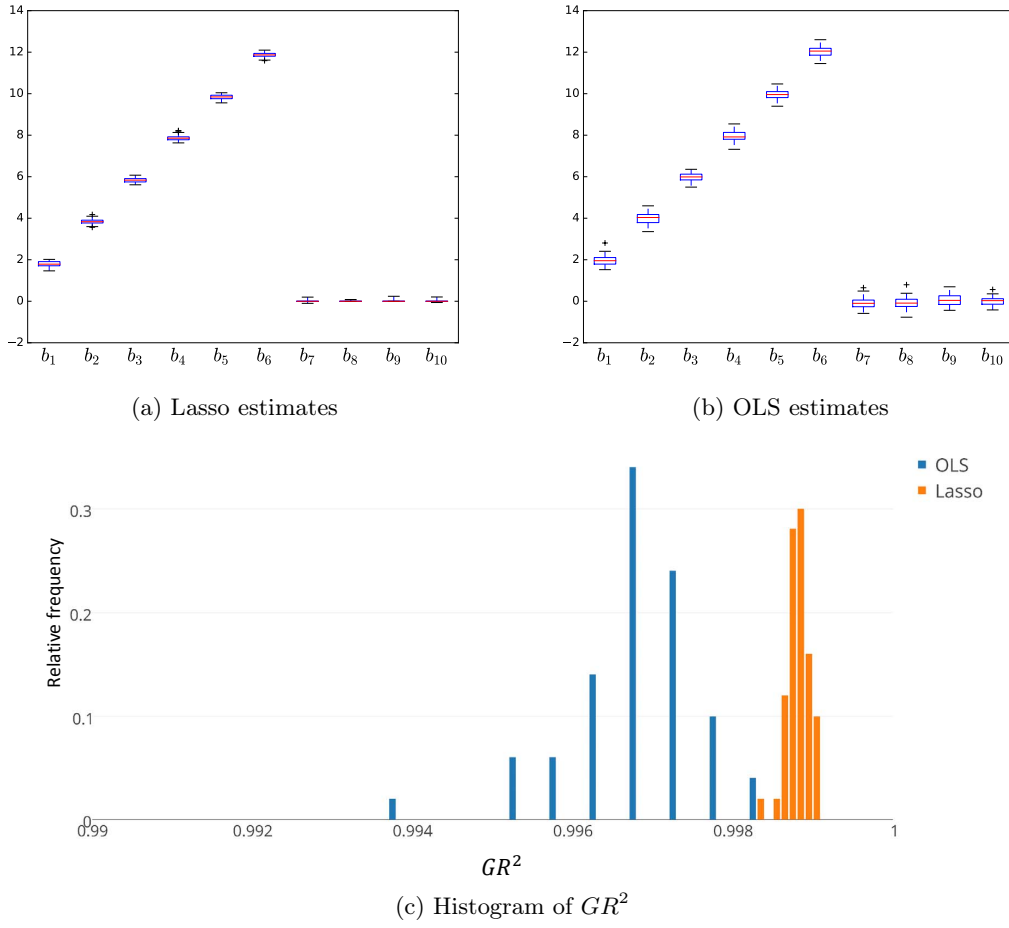 14
12
10
8
6
4
2
0
−2
b₁ b₂ b₃ b₄ b₅ b₆ b₇ b₈ b₉ b₁₀
(a) Lasso estimates
14
12
10
8
6
4
2
0
−2
b₁ b₂ b₃ b₄ b₅ b₆ b₇ b₈ b₉ b₁₀
(b) OLS estimates
OLS
Lasso
Relative frequency
0.3
0.2
0.1
0
0.99 0.992 0.994 0.996 0.998 1
GR²
(c) Histogram of GR²